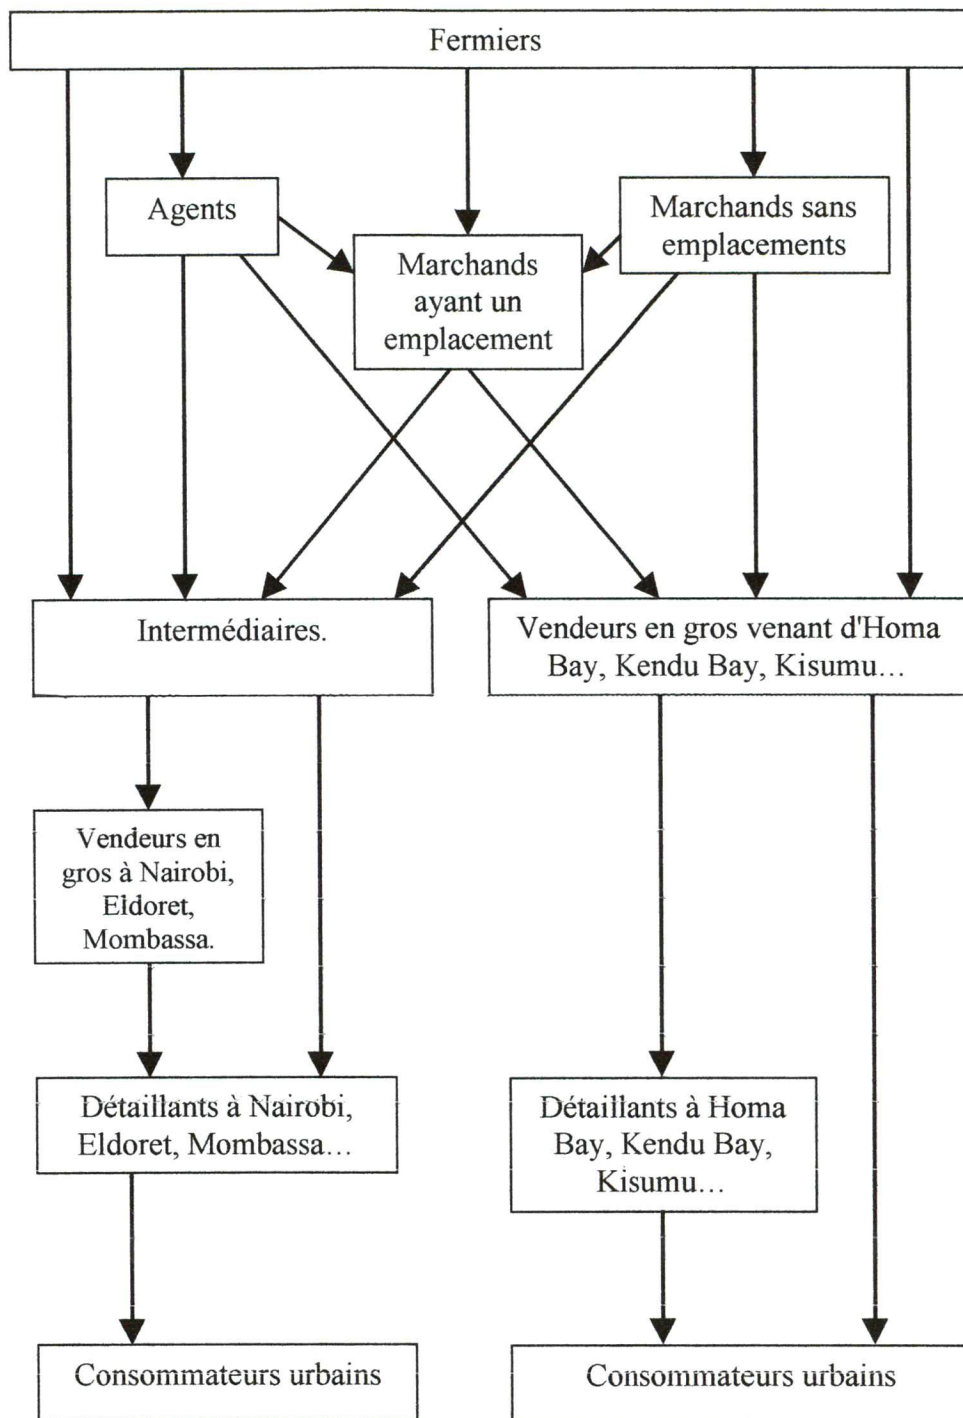 Fermiers
Agents
Marchands sans
emplacements
Marchands
ayant un
emplacement
Intermédiaires.
Vendeurs en gros venant d'Homa
Bay, Kendu Bay, Kisumu…
Vendeurs en
gros à Nairobi,
Eldoret,
Mombassa.
Détaillants à Nairobi,
Eldoret, Mombassa…
Détaillants à Homa
Bay, Kendu Bay,
Kisumu…
Consommateurs urbains
Consommateurs urbains